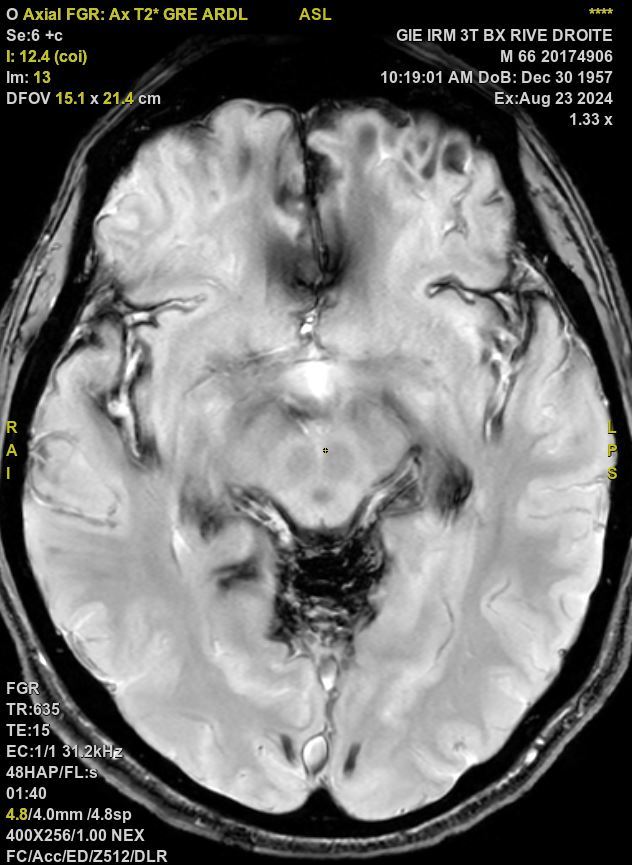 O Axial FGR: Ax T2* GRE ARDL
ASL
****
Se:6 +c
GIE IRM 3T BX RIVE DROITE
I: 12.4 (coi)
M 66 20174906
Im: 13
10:19:01 AM DoB: Dec 30 1957
DFOV 15.1 x 21.4 cm
Ex:Aug 23 2024
1.33 x
R
A
I
L
P
S
FGR
TR:635
TE:15
EC:1/1 31.2kHz
48HAP/FL:s
01:40
4.8/4.0mm /4.8sp
400X256/1.00 NEX
FC/Acc/ED/Z512/DLR